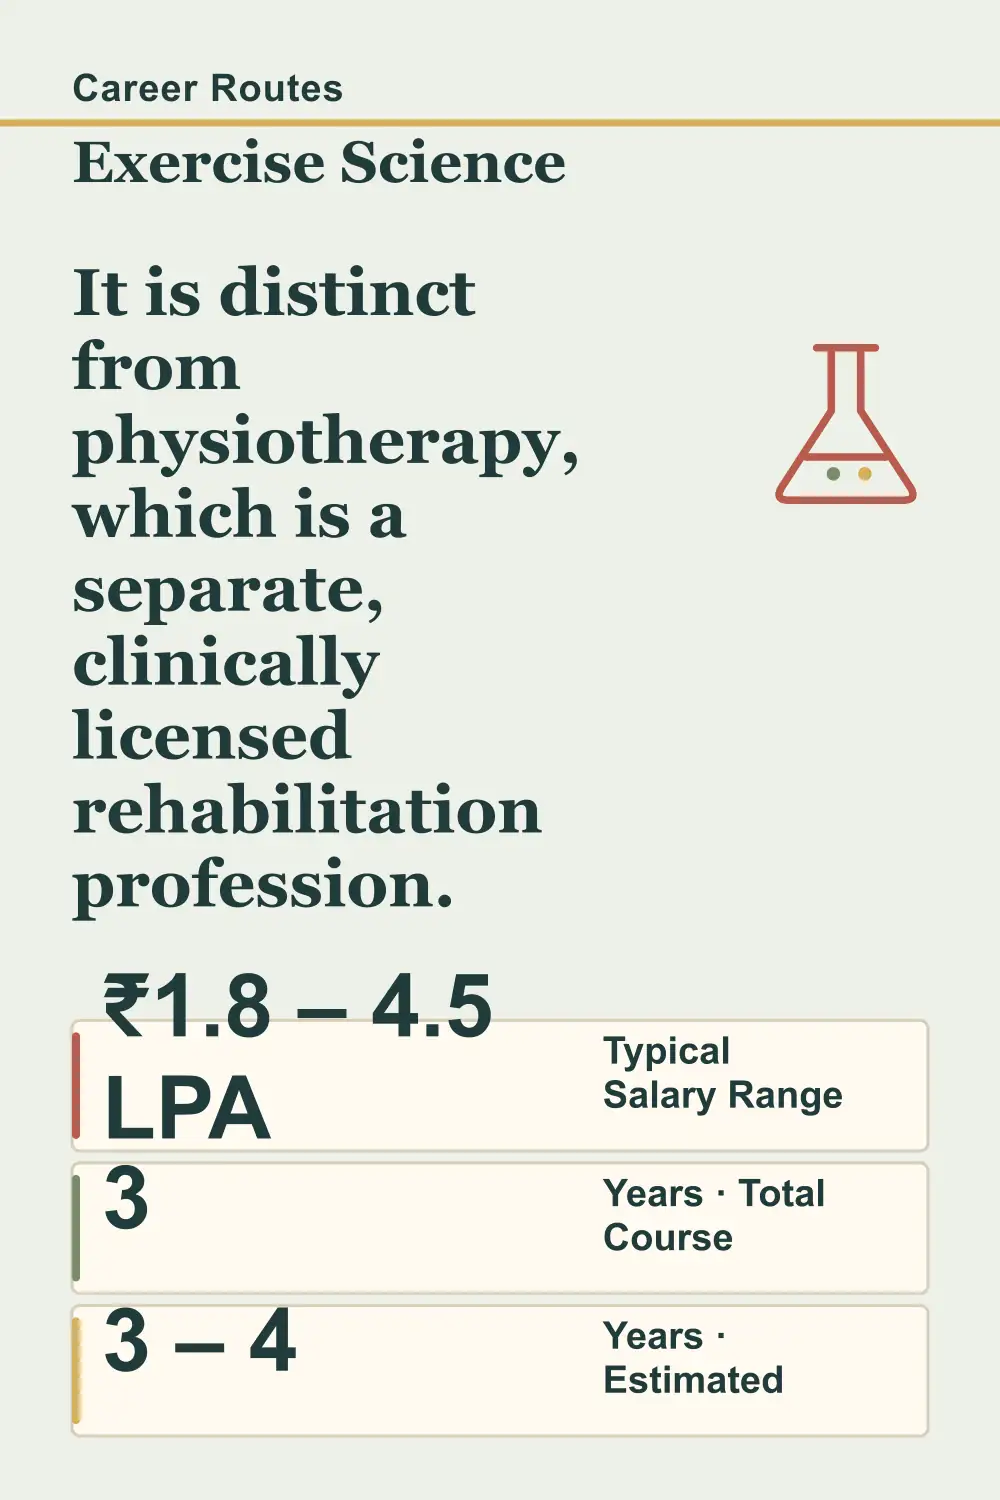 Career Routes
Exercise Science
It is distinct
from
physiotherapy,
which is a
separate,
clinically
licensed
rehabilitation
profession.
₹1.8 – 4.5
LPA
Typical
Salary Range
3
Years · Total
Course
3 – 4
Years ·
Estimated